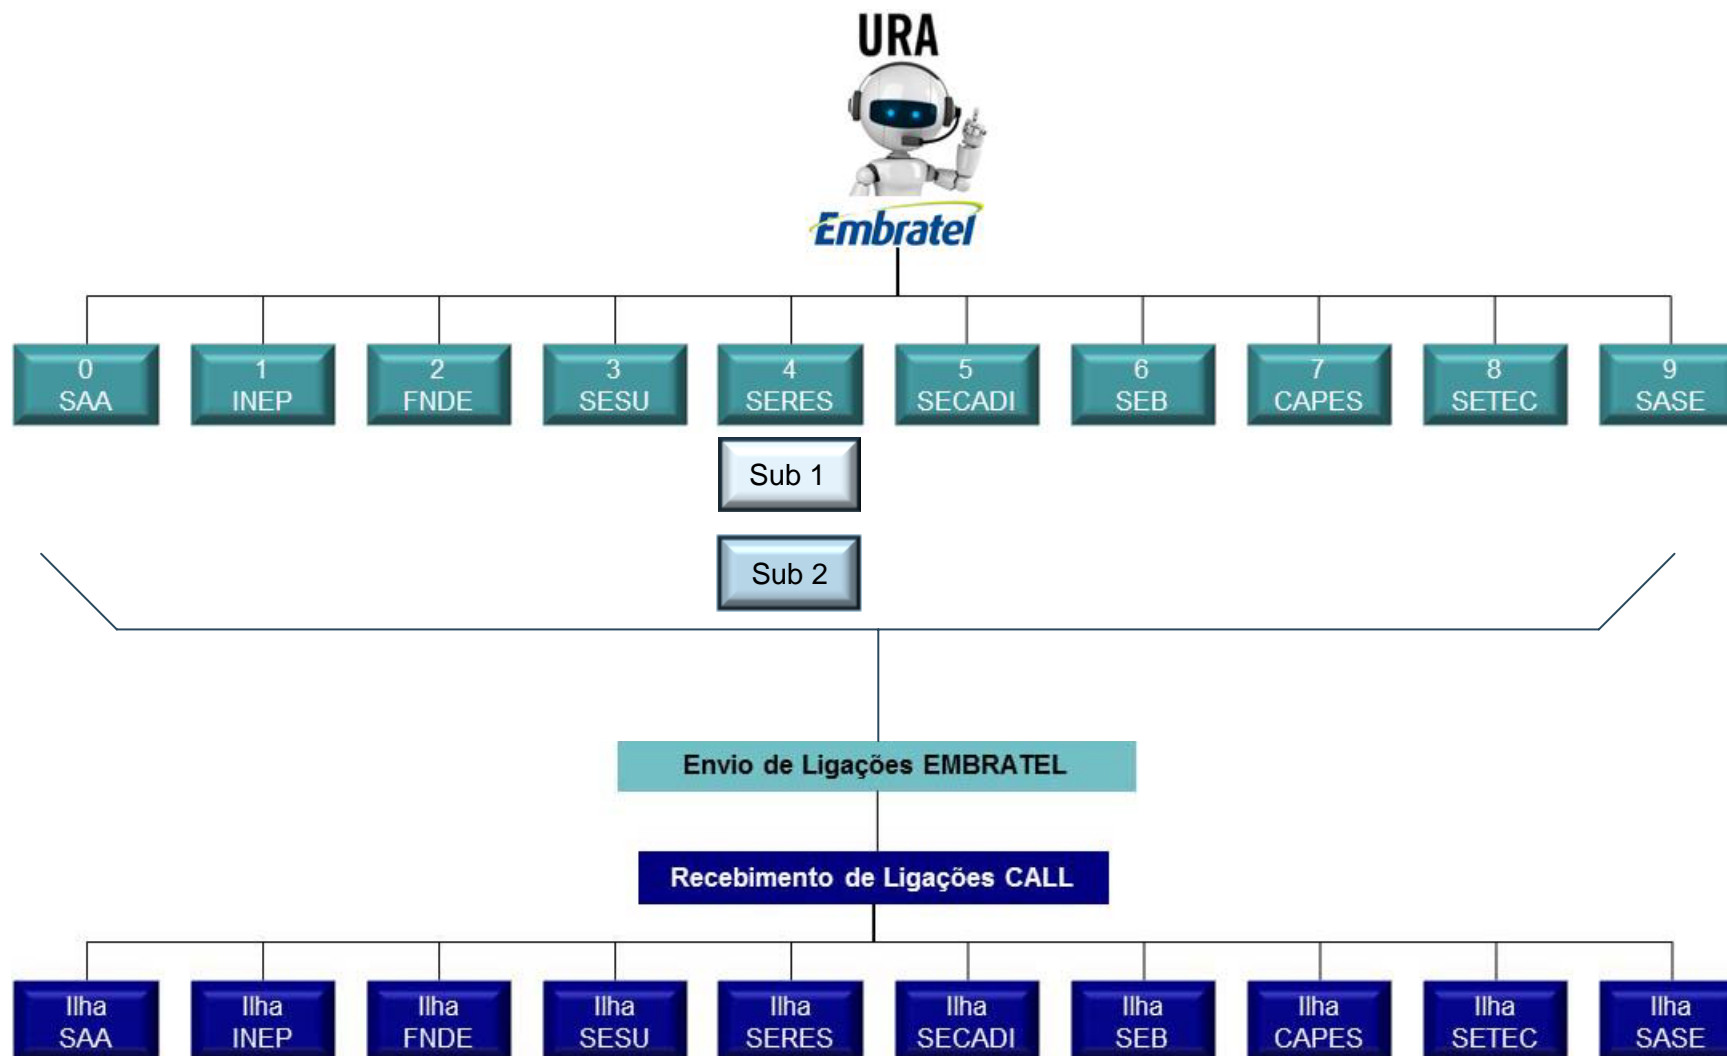 URA
Embratel
0
SAA
1
INEP
2
FNDE
3
SESU
4
SERES
5
SECADI
6
SEB
7
CAPES
8
SETEC
9
SASE
Sub 1
Sub 2
Envio de Ligações EMBRATEL
Recebimento de Ligações CALL
Ilha
SAA
Ilha
INEP
Ilha
FNDE
Ilha
SESU
Ilha
SERES
Ilha
SECADI
Ilha
SEB
Ilha
CAPES
Ilha
SETEC
Ilha
SASE